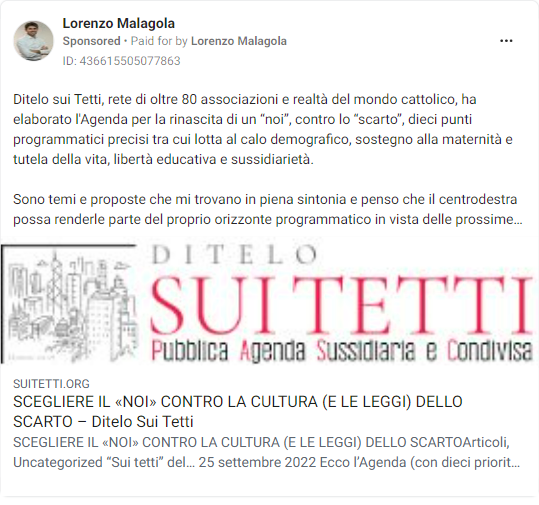 Lorenzo Malagola
Sponsored • Paid for by Lorenzo Malagola
ID: 436615505077863
Ditelo sui Tetti, rete di oltre 80 associazioni e realtà del mondo cattolico, ha
elaborato l'Agenda per la rinascita di un “noi”, contro lo “scarto”, dieci punti
programmatici precisi tra cui lotta al calo demografico, sostegno alla maternità e
tutela della vita, libertà educativa e sussidiarietà.
Sono temi e proposte che mi trovano in piena sintonia e penso che il centrodestra
possa renderle parte del proprio orizzonte programmatico in vista delle prossime...
DITELO
SUI TETTI
Pubblica Agenda Sussidiaria e Condivisa
SUITETTI.ORG
SCEGLIERE IL «NOI» CONTRO LA CULTURA (E LE LEGGI) DELLO
SCARTO – Ditelo Sui Tetti
SCEGLIERE IL «NOI» CONTRO LA CULTURA (E LE LEGGI) DELLO SCARTOArticoli,
Uncategorized “Sui tetti” del... 25 settembre 2022 Ecco l'Agenda (con dieci priorit...